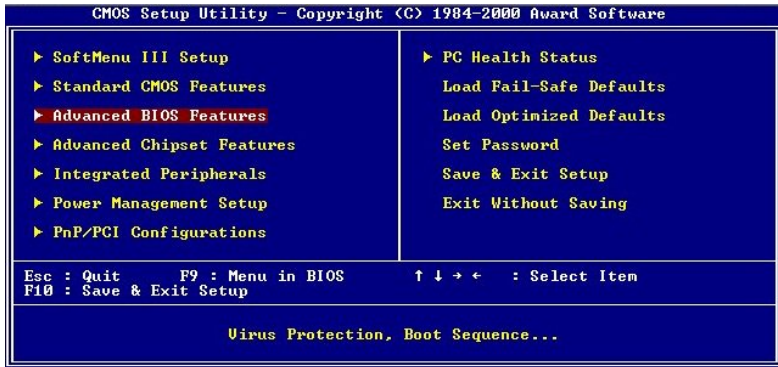 CMOS Setup Utility - Copyright (C) 1984-2000 Award Software
► SoftMenu III Setup
► Standard CMOS Features
► Advanced BIOS Features
► Advanced Chipset Features
► Integrated Peripherals
► Power Management Setup
► PnP/PCI Configurations
► PC Health Status
Load Fail-Safe Defaults
Load Optimized Defaults
Set Password
Save & Exit Setup
Exit Without Saving
Esc : Quit F9 : Menu in BIOS ↑ ↓ → ← : Select Item
F10 : Save & Exit Setup
Virus Protection, Boot Sequence...